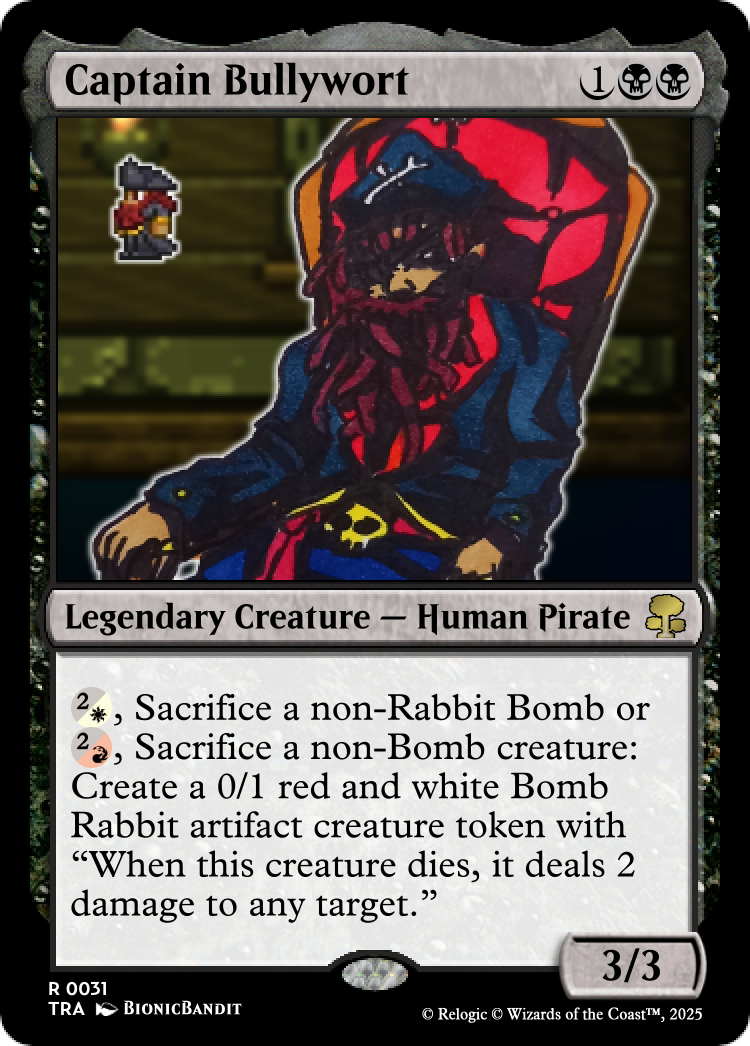 Captain Bullywort 1
Legendary Creature — Human Pirate
2, Sacrifice a non-Rabbit Bomb or
2, Sacrifice a non-Bomb creature:
Create a 0/1 red and white Bomb
Rabbit artifact creature token with
“When this creature dies, it deals 2
damage to any target.”
3/3
R 0031
TRA BionicBandit
© Relogic © Wizards of the Coast™, 2025